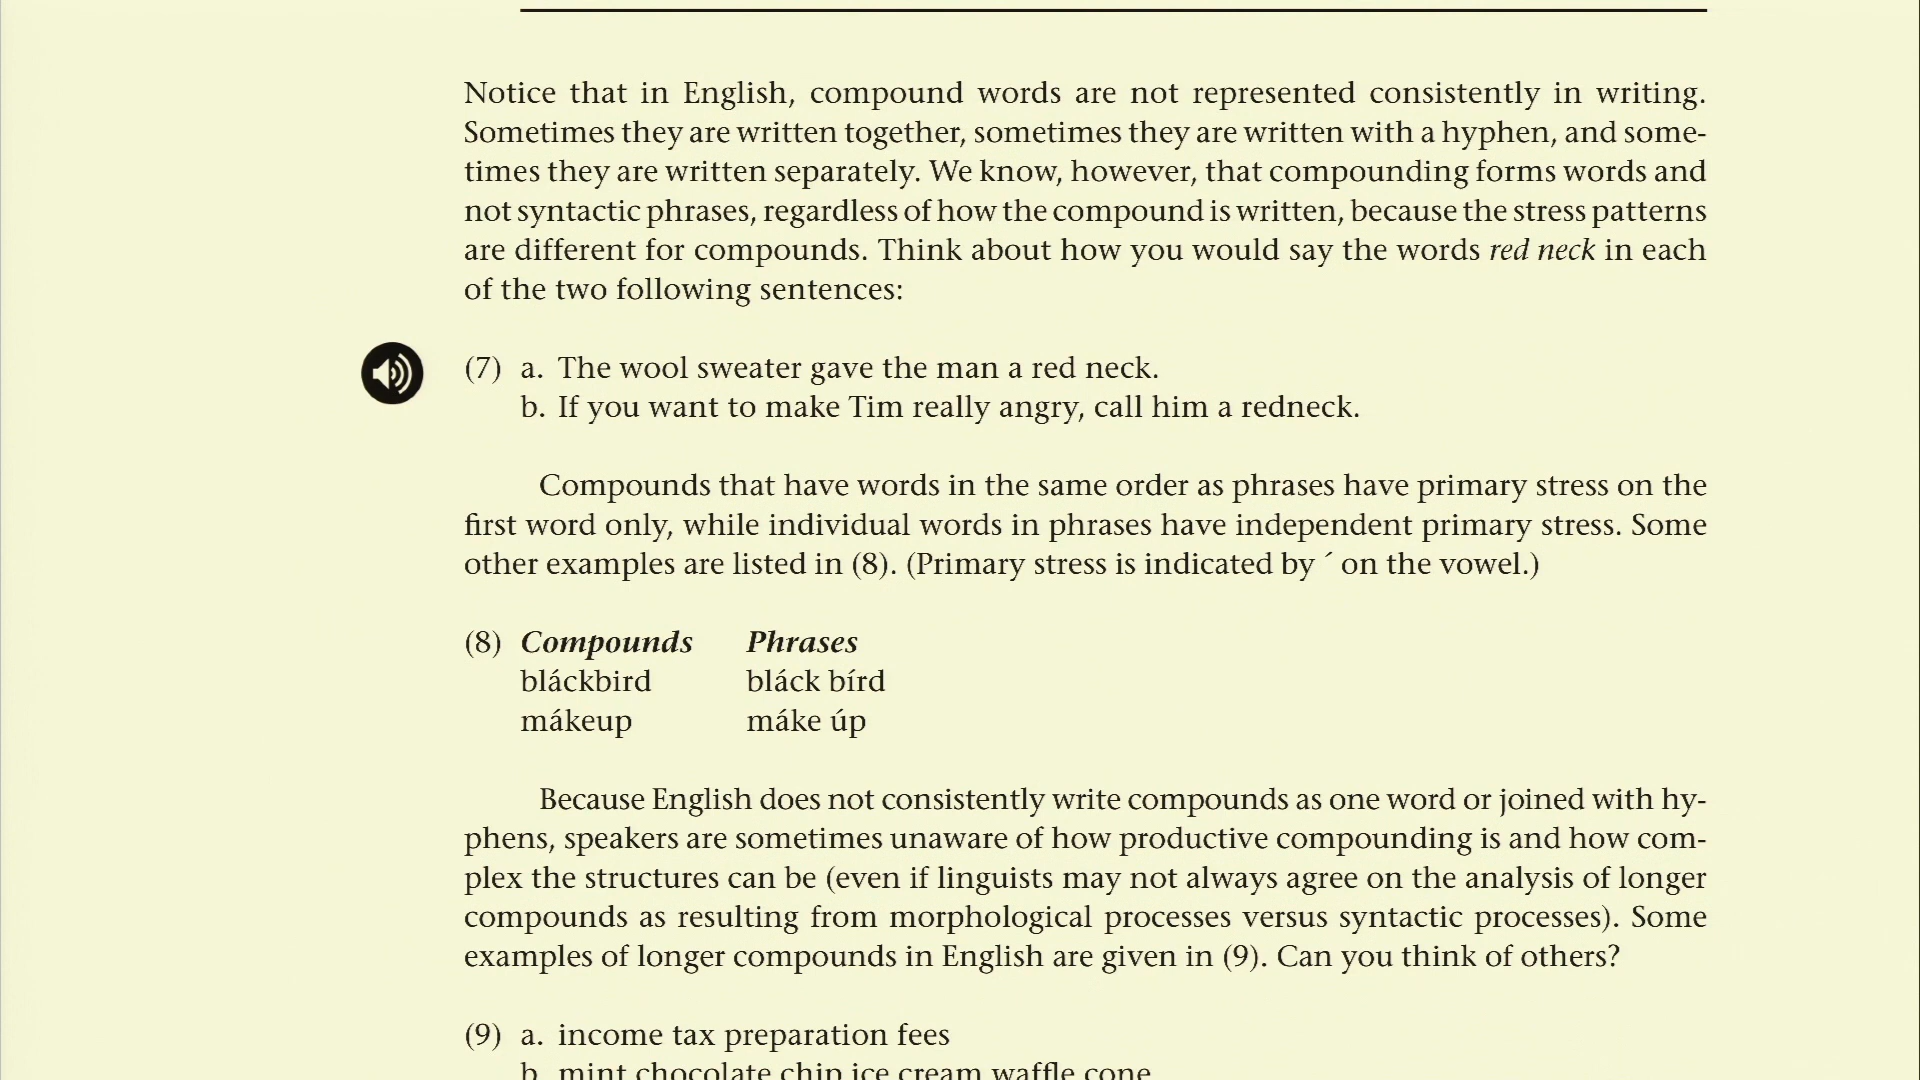 Notice that in English, compound words are not represented consistently in writing.
Sometimes they are written together, sometimes they are written with a hyphen, and some-
times they are written separately. We know, however, that compounding forms words and
not syntactic phrases, regardless of how the compound is written, because the stress patterns
are different for compounds. Think about how you would say the words red neck in each
of the two following sentences:
(7) a. The wool sweater gave the man a red neck.
b. If you want to make Tim really angry, call him a redneck.
Compounds that have words in the same order as phrases have primary stress on the
first word only, while individual words in phrases have independent primary stress. Some
other examples are listed in (8). (Primary stress is indicated by ´ on the vowel.)
(8) Compounds Phrases
bláckbird bláck bírd
mákeup máke úp
Because English does not consistently write compounds as one word or joined with hy-
phens, speakers are sometimes unaware of how productive compounding is and how com-
plex the structures can be (even if linguists may not always agree on the analysis of longer
compounds as resulting from morphological processes versus syntactic processes). Some
examples of longer compounds in English are given in (9). Can you think of others?
(9) a. income tax preparation fees
b. mint chocolate chip ice cream waffle cone